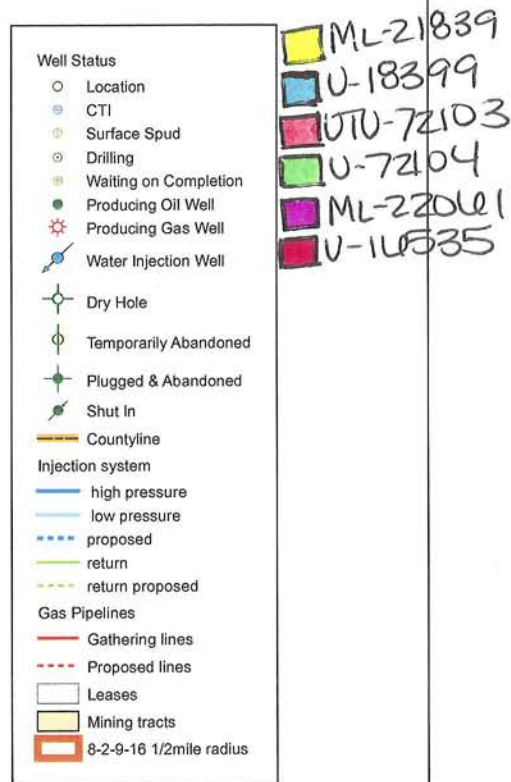 Well Status
Location
CTI
Surface Spud
Drilling
Waiting on Completion
Producing Oil Well
Producing Gas Well
Water Injection Well
Dry Hole
Temporarily Abandoned
Plugged & Abandoned
Shut In
Countyline
Injection system
high pressure
low pressure
proposed
return
return proposed
Gas Pipelines
Gathering lines
Proposed lines
Leases
Mining tracts
8-2-9-16 1/2mile radius
ML-21839
U-18399
UTU-72103
U-72104
ML-22061
U-16535